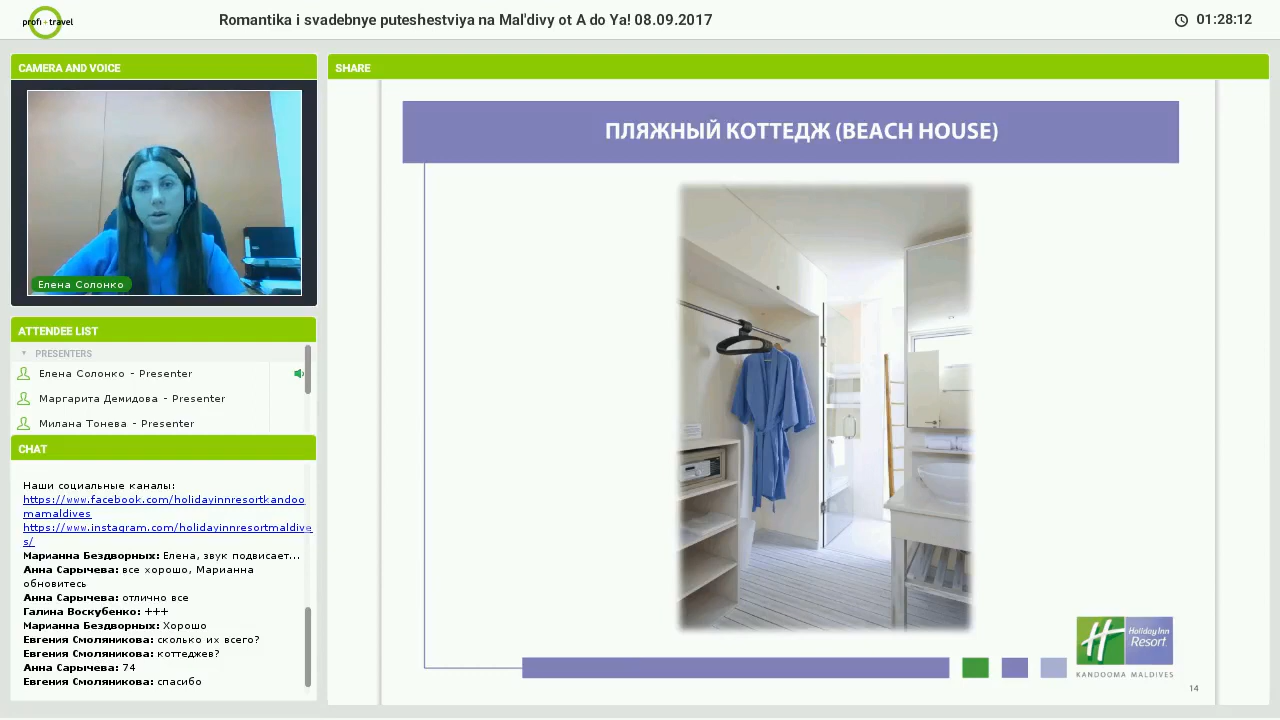 profi travel
Romantika i svadebnye puteshestviya na Mal'divy ot A do Ya! 08.09.2017
01:28:12
CAMERA AND VOICE
Елена Солонко
ATTENDEE LIST
PRESENTERS
Елена Солонко - Presenter
Маргарита Демидова - Presenter
Милана Тонева - Presenter
CHAT
Наши социальные каналы:
https://www.facebook.com/holidayinnresortkandoo
mamaldives
https://www.instagram.com/holidayinnresortmaldive
s/
Марианна Бездворных: Елена, звук подвисает...
Анна Сарычева: все хорошо, Марианна
обновитесь
Анна Сарычева: отлично все
Галина Воскубенко: +++
Марианна Бездворных: Хорошо
Евгения Смоляникова: сколько их всего?
Евгения Смоляникова: коттеджев?
Анна Сарычева: 74
Евгения Смоляникова: спасибо
SHARE
ПЛЯЖНЫЙ КОТТЕДЖ (BEACH HOUSE)
Holiday Inn
Resort
KANDOOMA MALDIVES
14